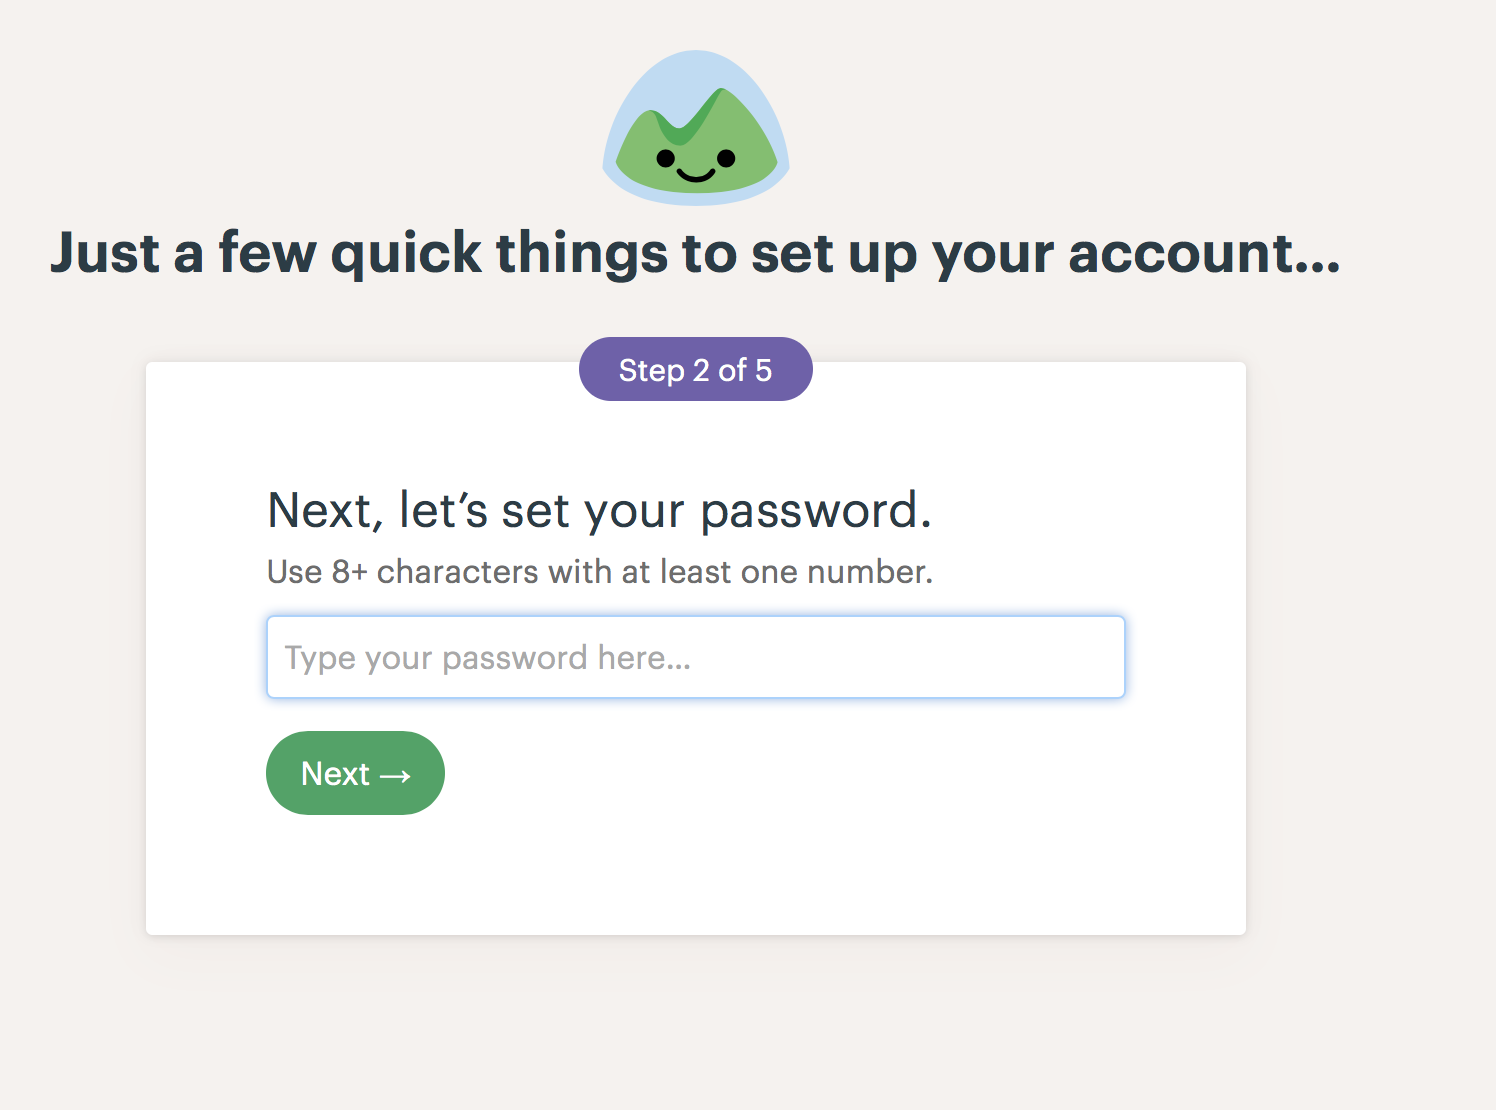 Just a few quick things to set up your account...
Step 2 of 5
Next, let’s set your password.
Use 8+ characters with at least one number.
Type your password here...
Next →